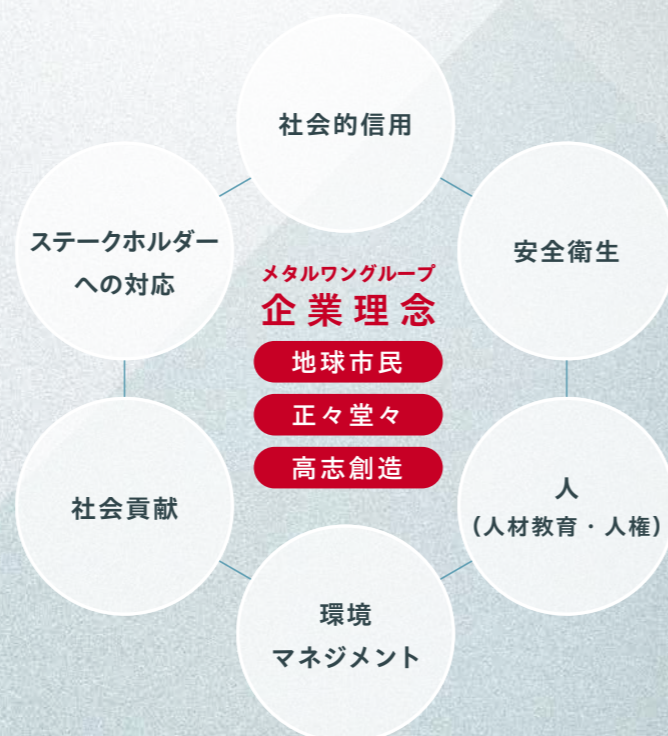 社会的信用
ステークホルダー
への対応
安全衛生
メタルワングループ
企業理念
地球市民
正々堂々
高志創造
社会貢献
人
(人材教育・人権)
環境
マネジメント